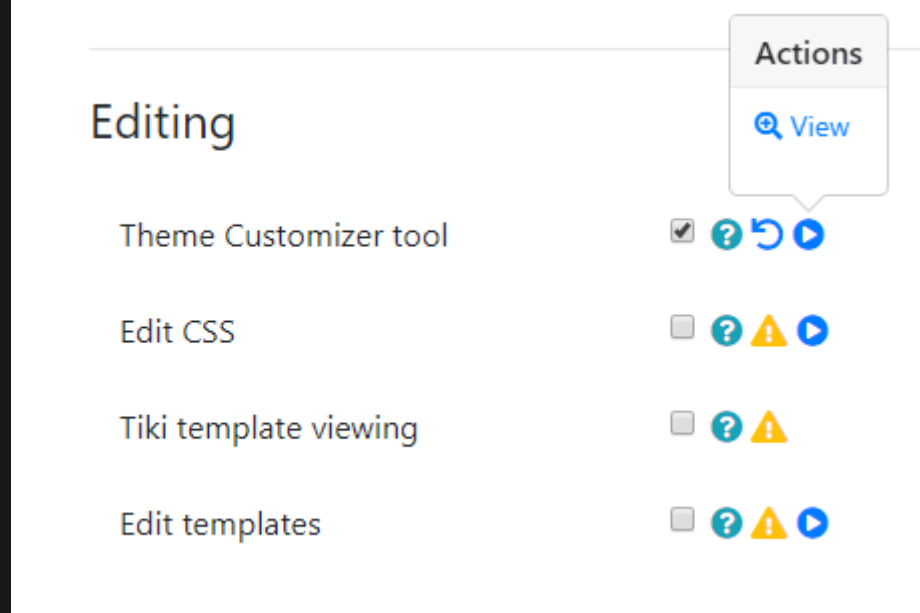 Actions
View
Editing
Theme Customizer tool
Edit CSS
Tiki template viewing
Edit templates